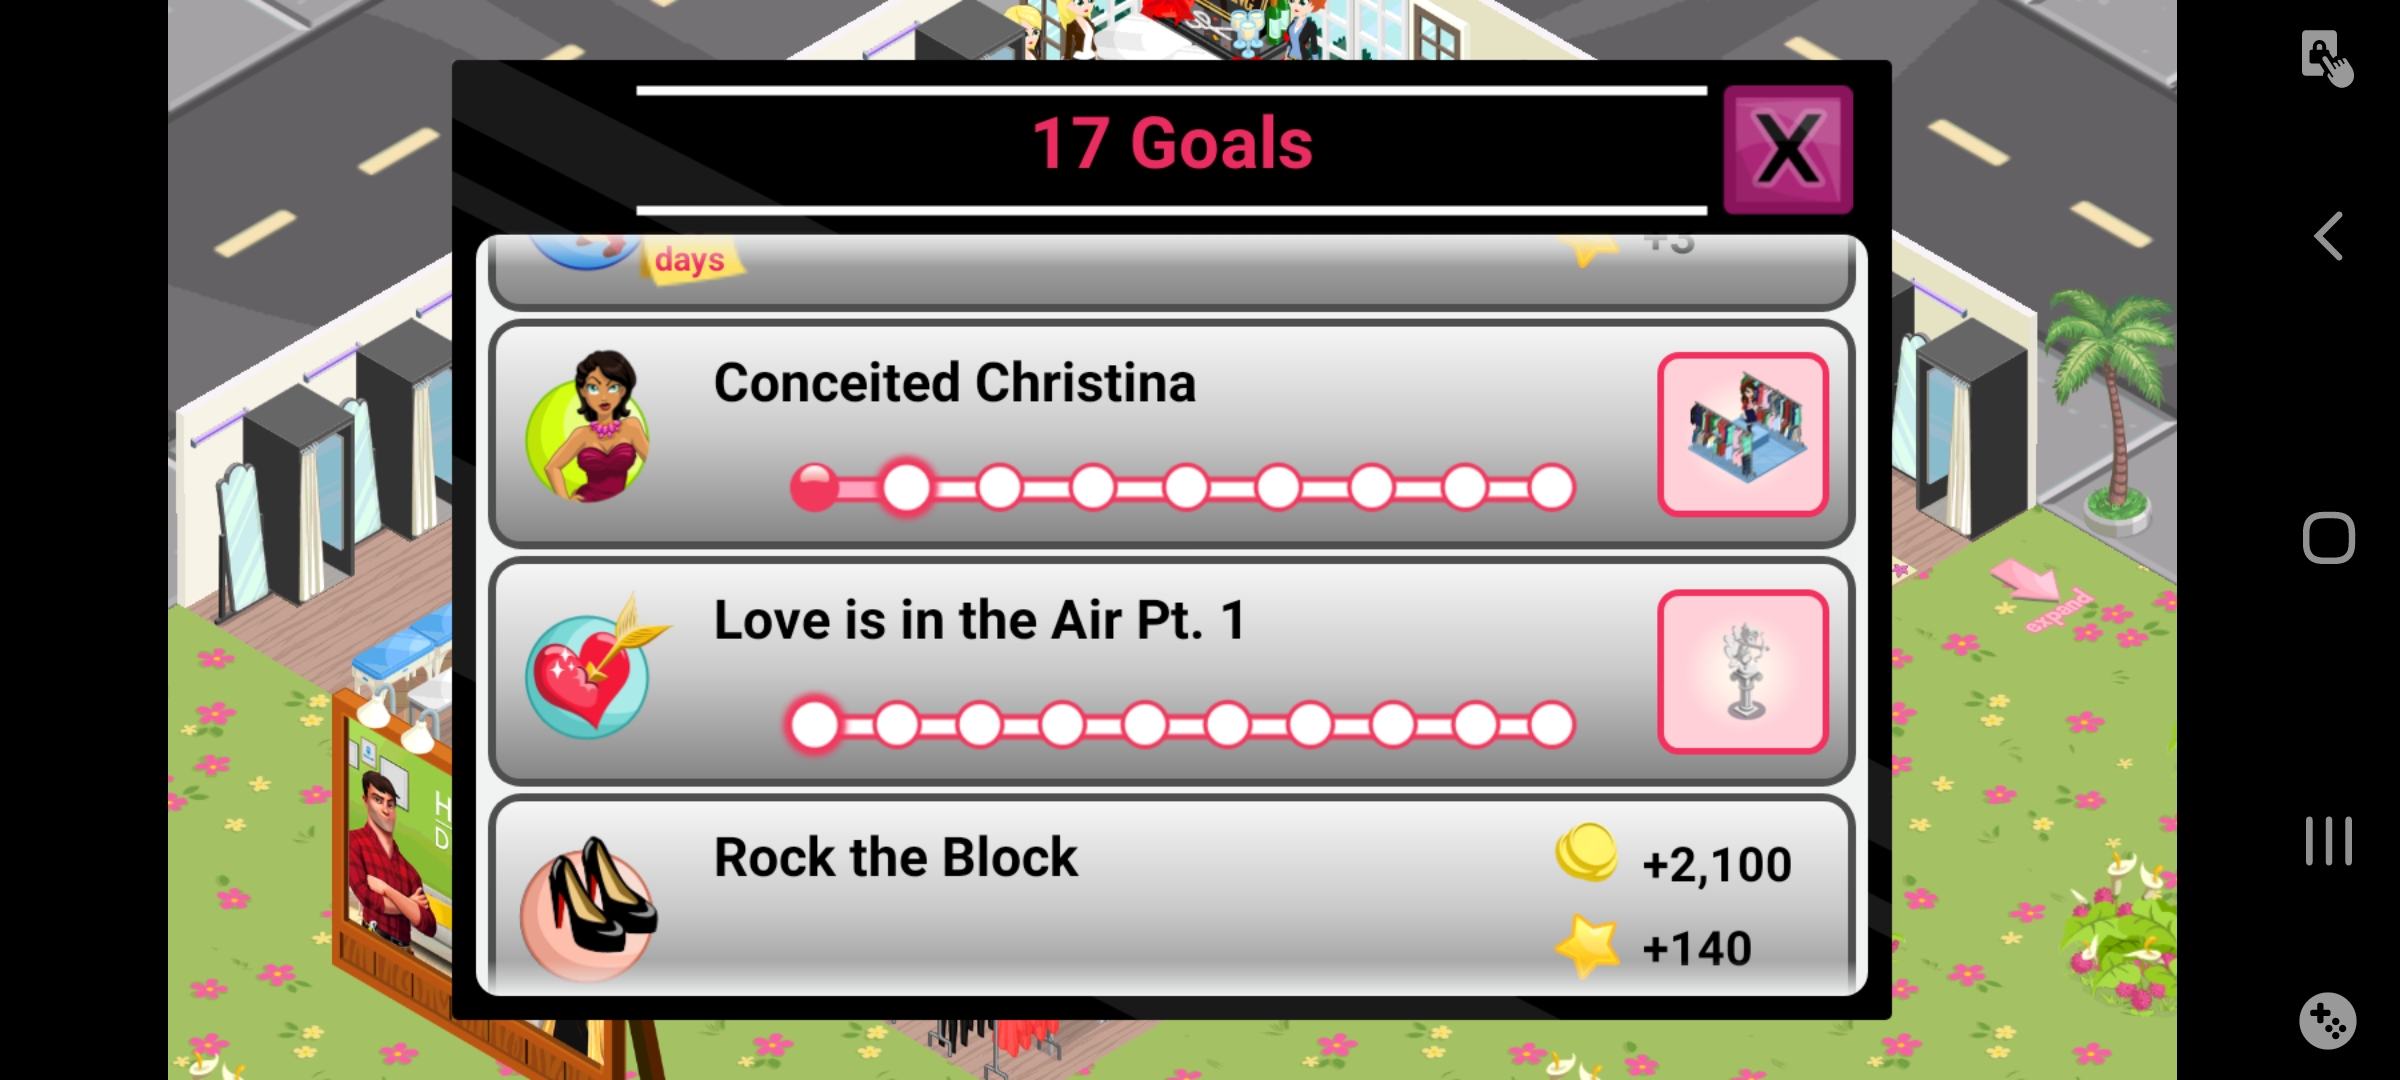 17 Goals
X
days
+3
Conceited Christina
Love is in the Air Pt. 1
expand
H
D
Rock the Block
+2,100
+140